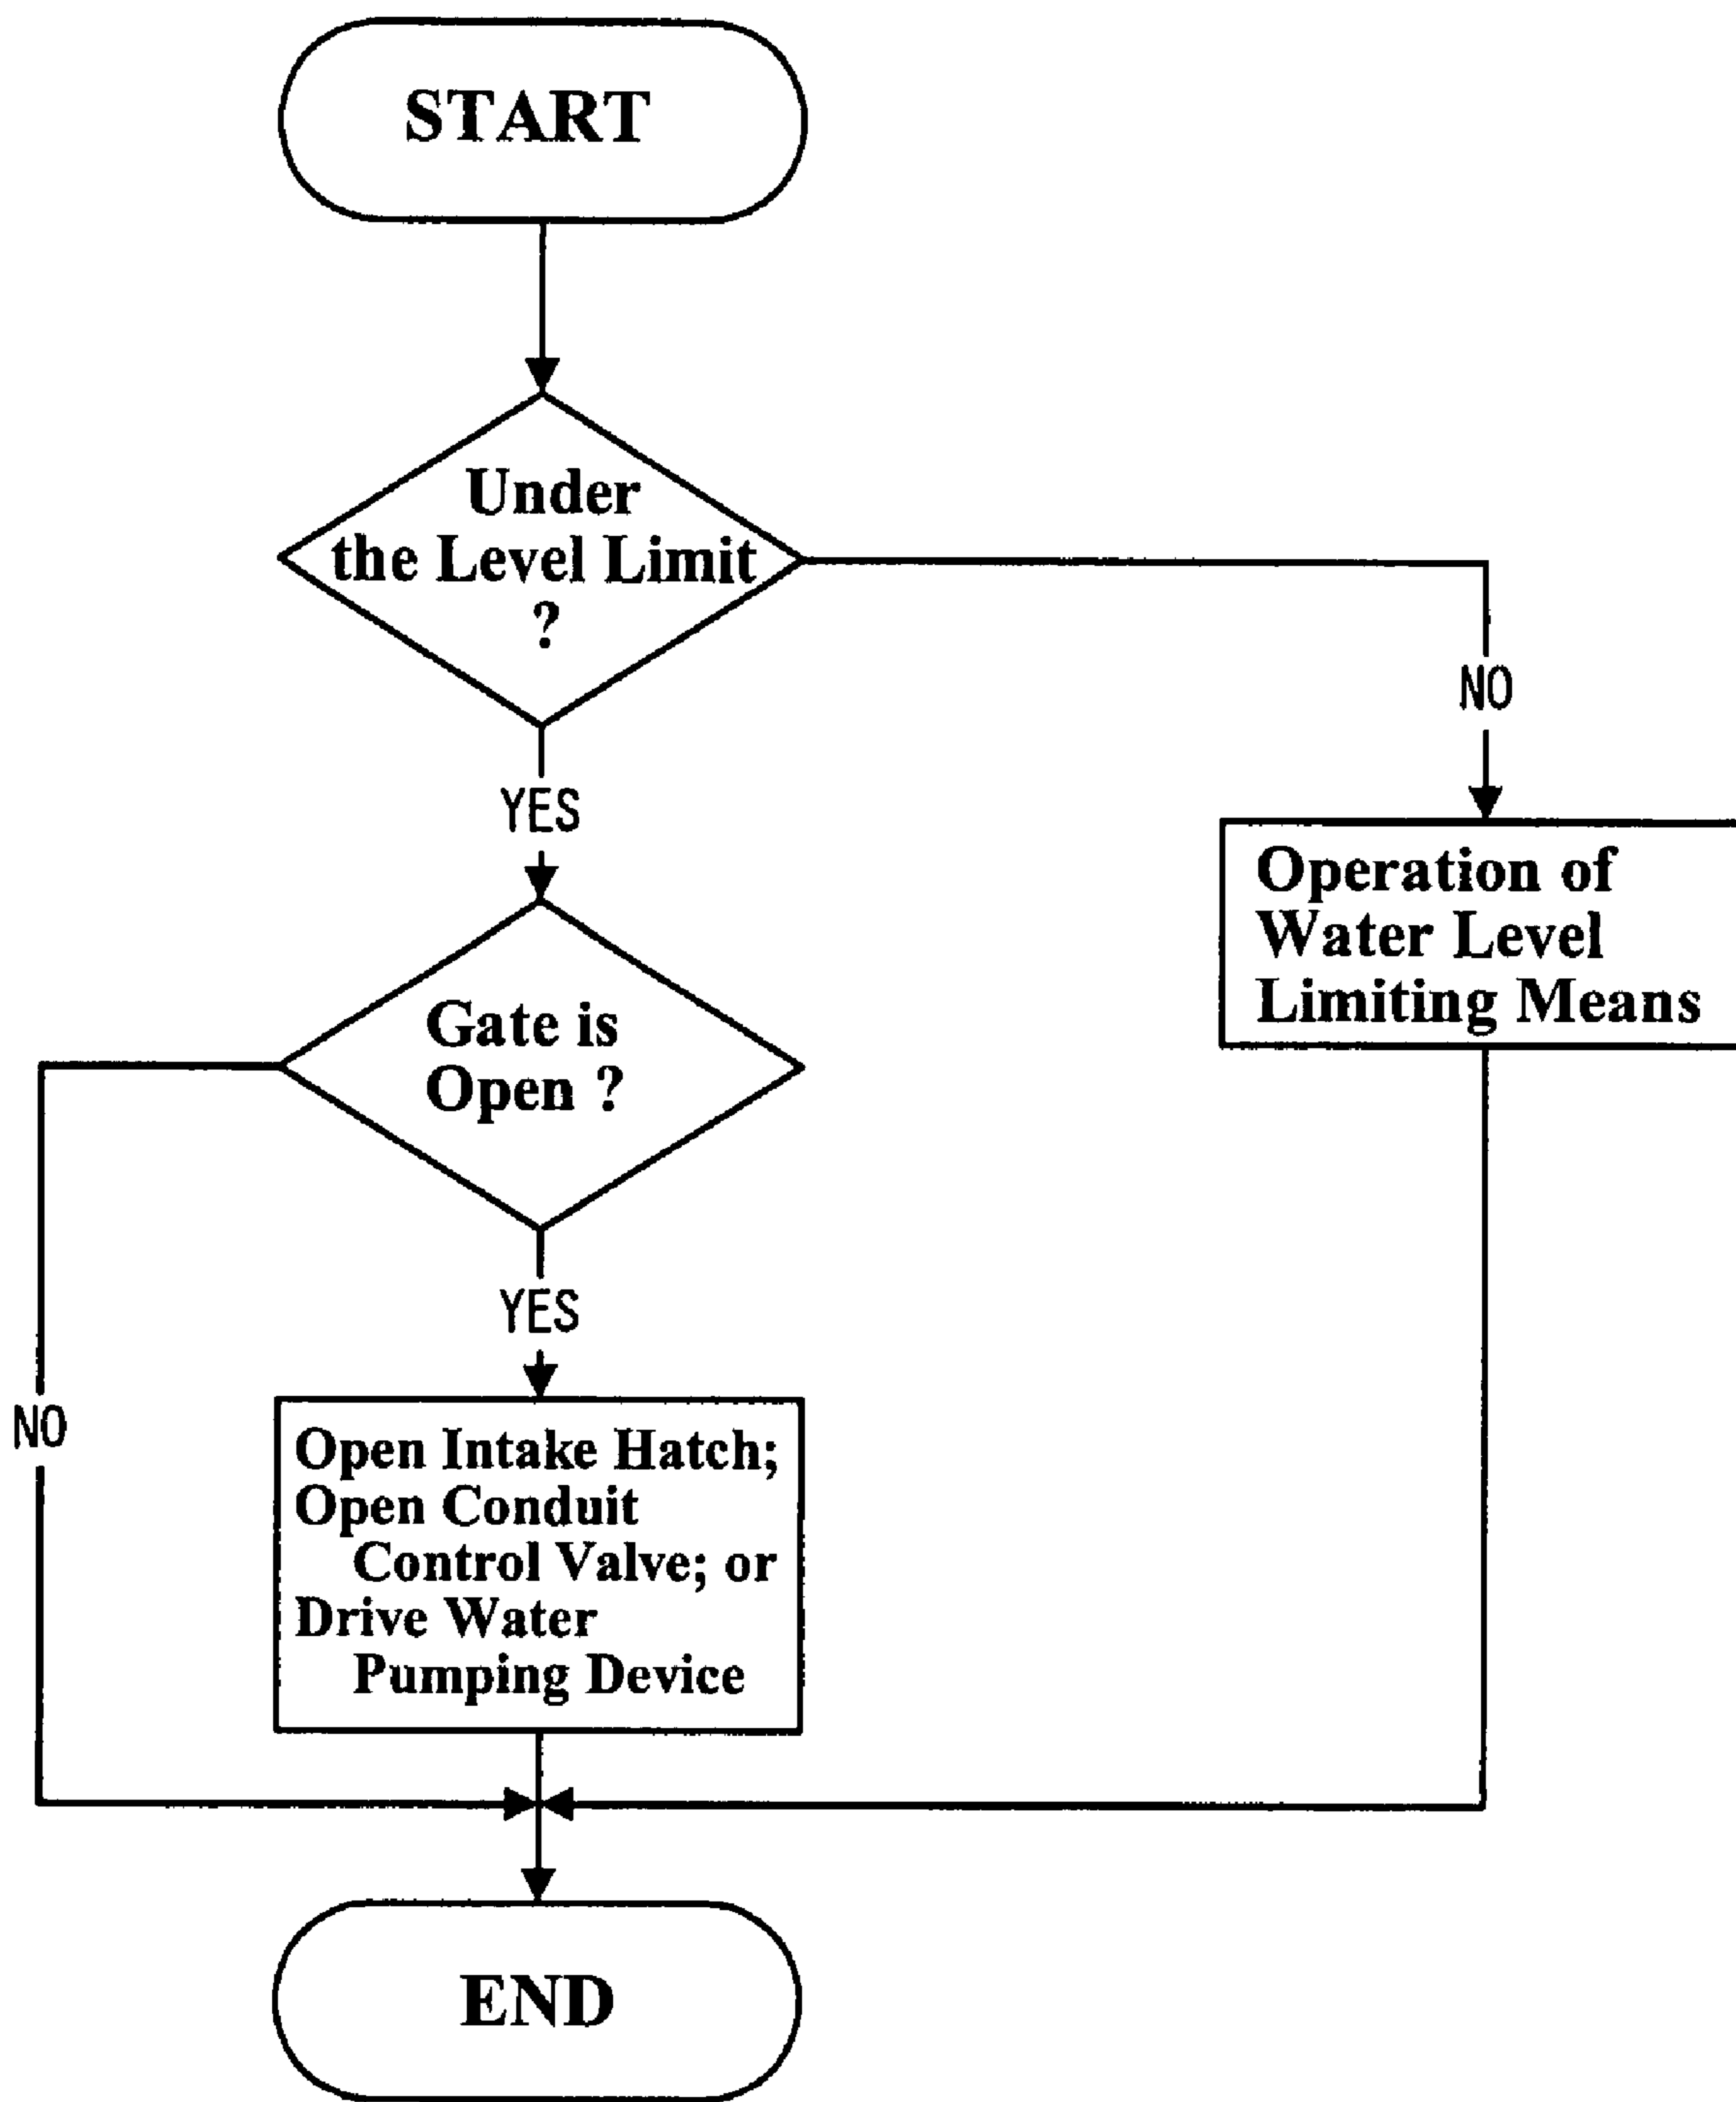 START
Under
the Level Limit
?
NO
YES
Operation of
Water Level
Limiting Means
Gate is
Open ?
YES
NO
Open Intake Hatch;
Open Conduit
Control Valve; or
Drive Water
Pumping Device
END